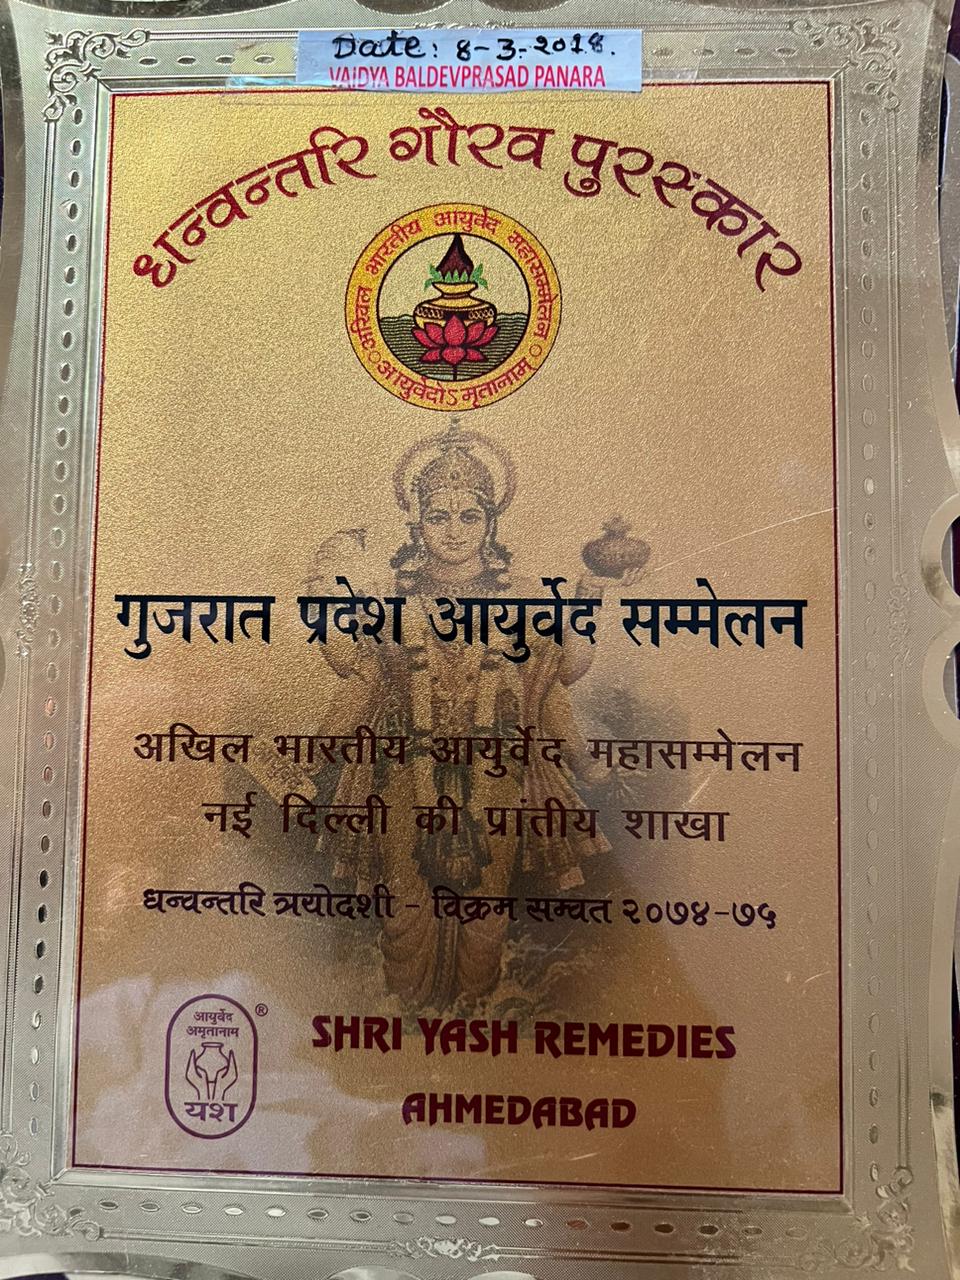 Date: 8-3-2018.
VAIDYA BALDEVPRASAD PANARA
धन्वन्तरि गौरव पुरस्कार
अखिल भारतीय आयुर्वेद महासम्मेलन
आयुर्वेदोऽमृतानाम्
गुजरात प्रदेश आयुर्वेद सम्मेलन
अखिल भारतीय आयुर्वेद महासम्मेलन
नई दिल्ली की प्रांतीय शाखा
धन्वन्तरि त्रयोदशी - विक्रम सम्वत २०७४-७५
आयुर्वेद
अमृतानाम
यश
®
SHRI YASH REMEDIES
AHMEDABAD